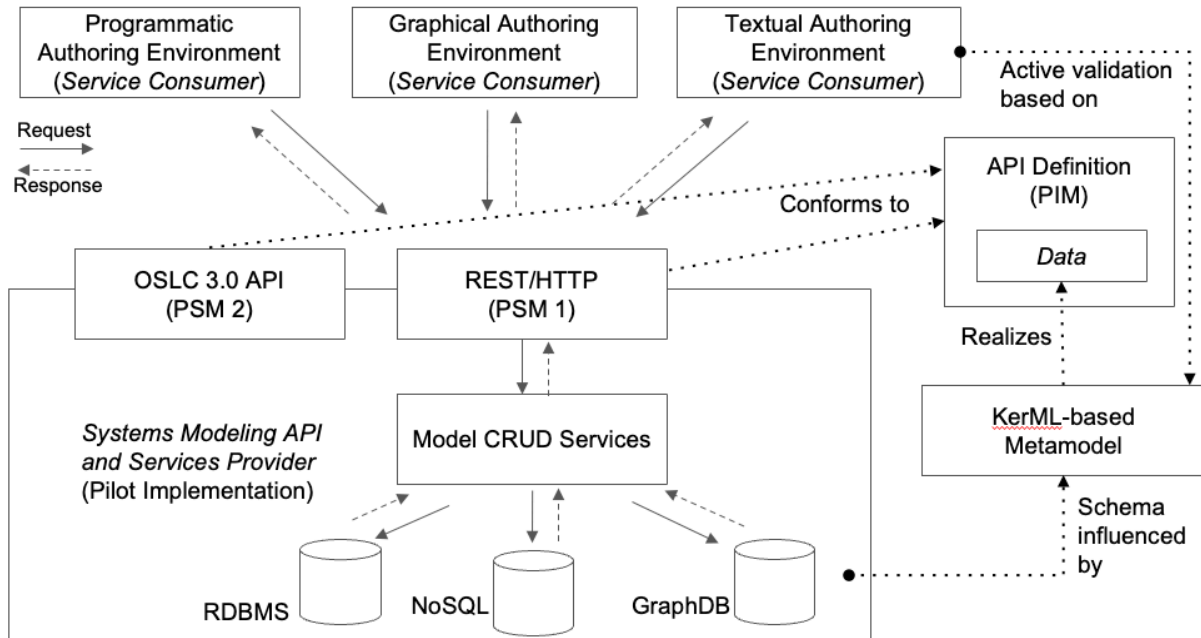 Programmatic
Authoring Environment
(Service Consumer)
Graphical Authoring
Environment
(Service Consumer)
Textual Authoring
Environment
(Service Consumer)
Active validation
based on
Request
Response
API Definition
(PIM)
Data
Conforms to
OSLC 3.0 API
(PSM 2)
REST/HTTP
(PSM 1)
Realizes
KerML-based
Metamodel
Model CRUD Services
Systems Modeling API
and Services Provider
(Pilot Implementation)
Schema
influenced
by
RDBMS
NoSQL
GraphDB